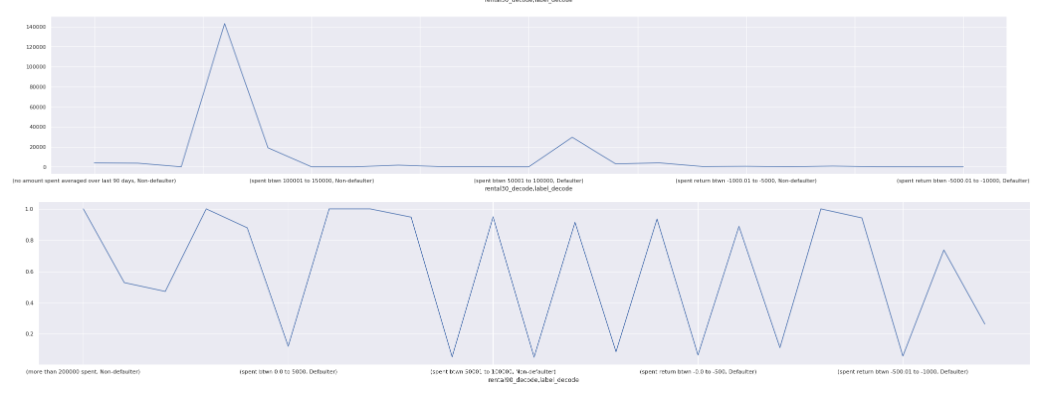 rental30_decode,label_decode
140000
120000
100000
80000
60000
40000
20000
0
(no amount spent averaged over last 90 days, Non-defaulter) (spent btwn 100001 to 150000, Non-defaulter) (spent btwn 50001 to 100000, Defaulter) (spent return btwn -1000.01 to -5000, Non-defaulter) (spent return btwn -5000.01 to -10000, Defaulter)
rental30_decode,label_decode
1.0
0.8
0.6
0.4
0.2
(more than 200000 spent, Non-defaulter) (spent btwn 0.0 to 5000, Defaulter) (spent btwn 50001 to 100000, Non-defaulter) (spent return btwn -0.0 to -500, Defaulter) (spent return btwn -500.01 to -1000, Defaulter)
rental90_decode,label_decode